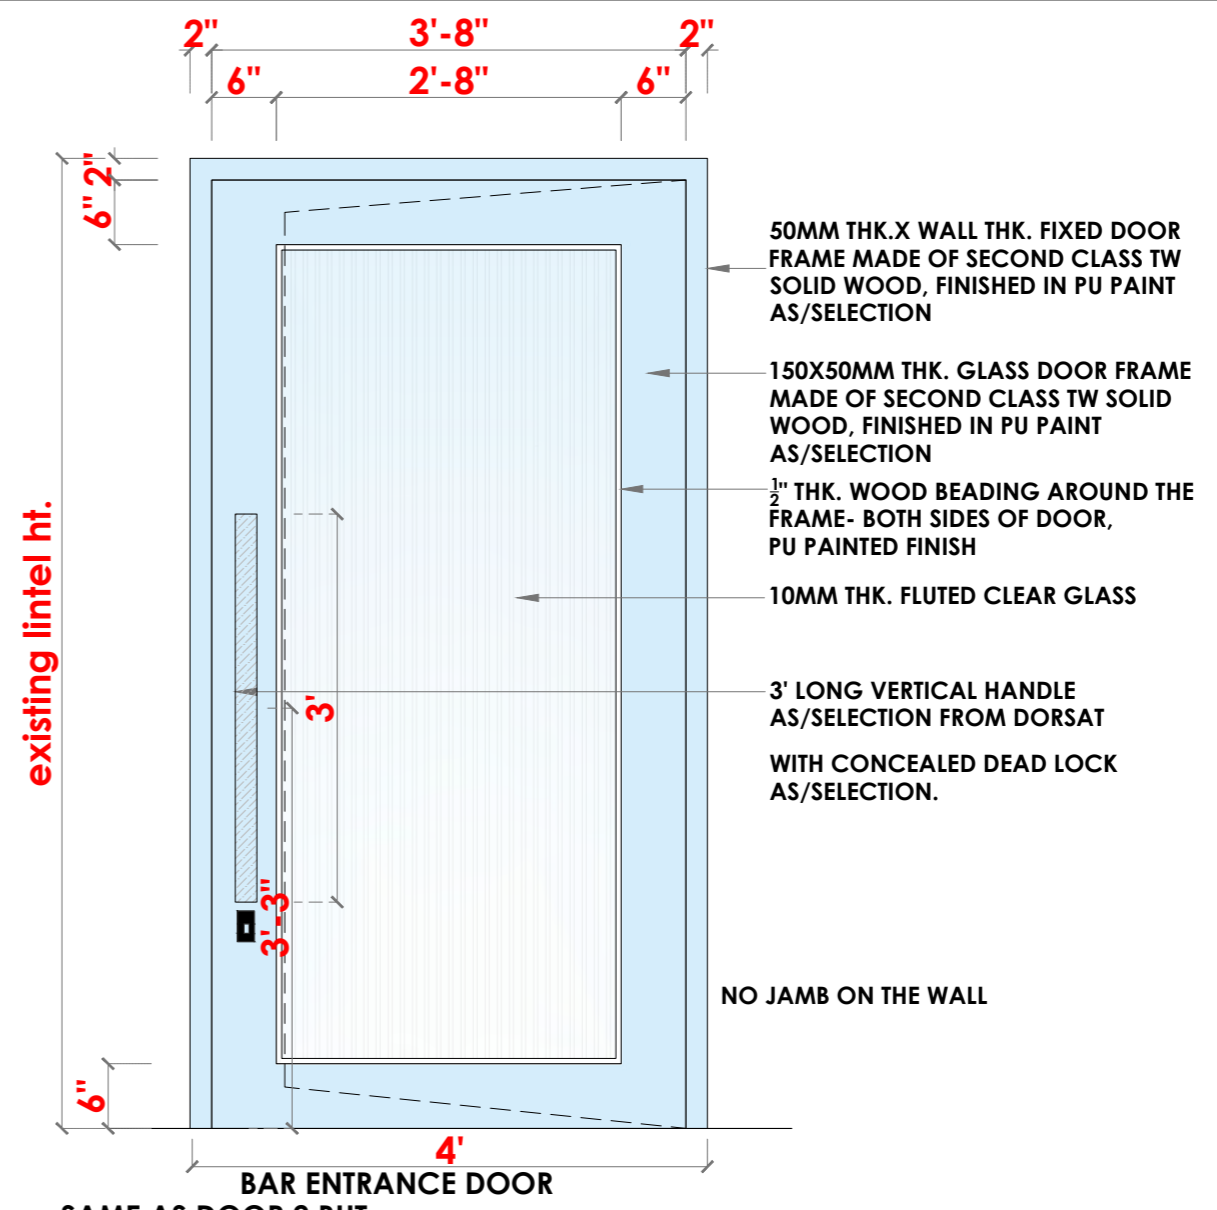 2" 3'-8" 2"
6" 2'-8" 6"
2"
6"
50MM THK.X WALL THK. FIXED DOOR
FRAME MADE OF SECOND CLASS TW
SOLID WOOD, FINISHED IN PU PAINT
AS/SELECTION
150X50MM THK. GLASS DOOR FRAME
MADE OF SECOND CLASS TW SOLID
WOOD, FINISHED IN PU PAINT
AS/SELECTION
½" THK. WOOD BEADING AROUND THE
FRAME- BOTH SIDES OF DOOR,
PU PAINTED FINISH
10MM THK. FLUTED CLEAR GLASS
existing lintel ht.
3'
3' LONG VERTICAL HANDLE
AS/SELECTION FROM DORSAT
WITH CONCEALED DEAD LOCK
AS/SELECTION.
3'-3"
NO JAMB ON THE WALL
6"
4'
BAR ENTRANCE DOOR